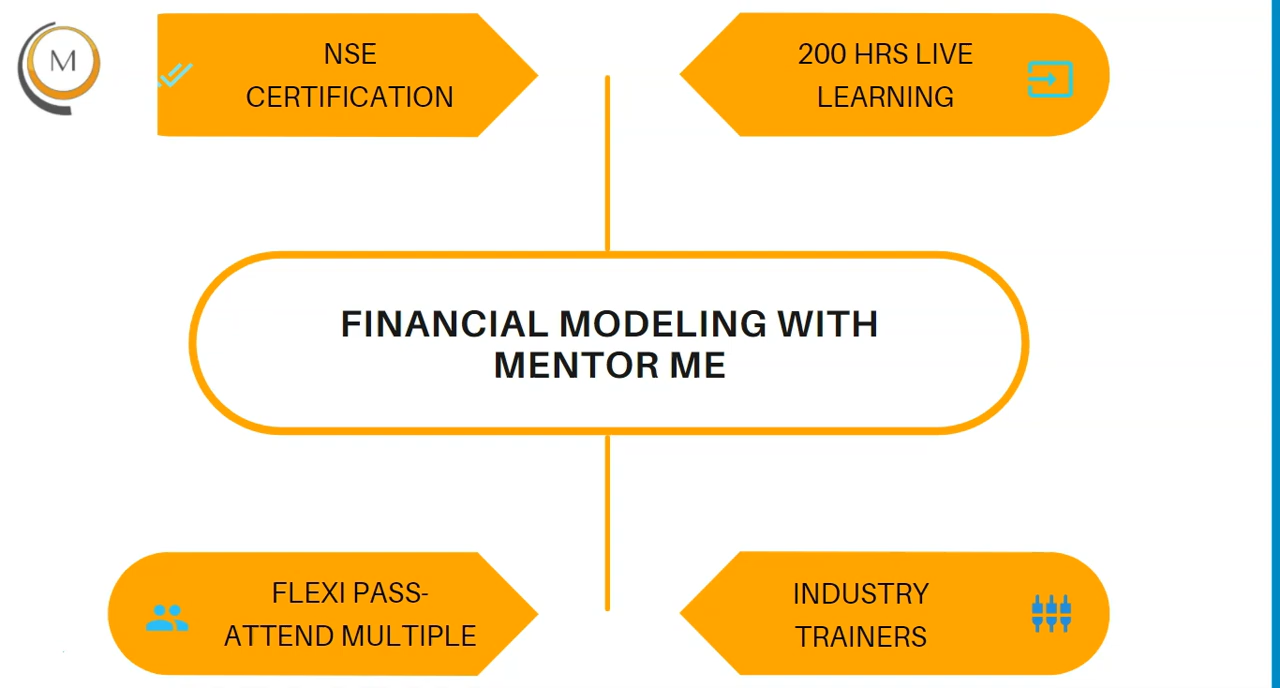 M
NSE
CERTIFICATION
200 HRS LIVE
LEARNING
FINANCIAL MODELING WITH
MENTOR ME
FLEXI PASS-
ATTEND MULTIPLE
INDUSTRY
TRAINERS